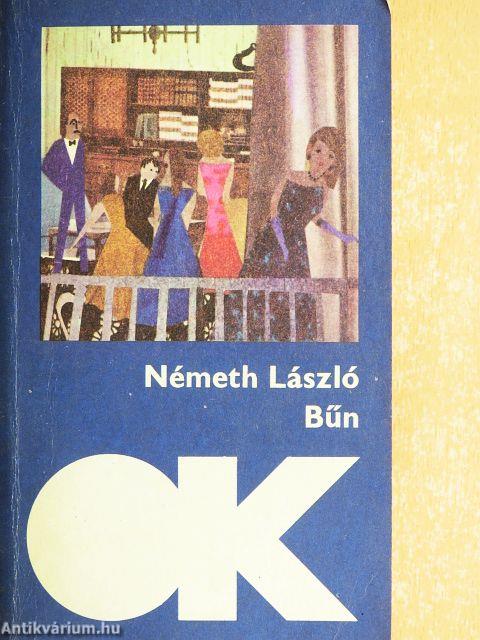 Németh László
Bűn
OK
Antikvárium.hu